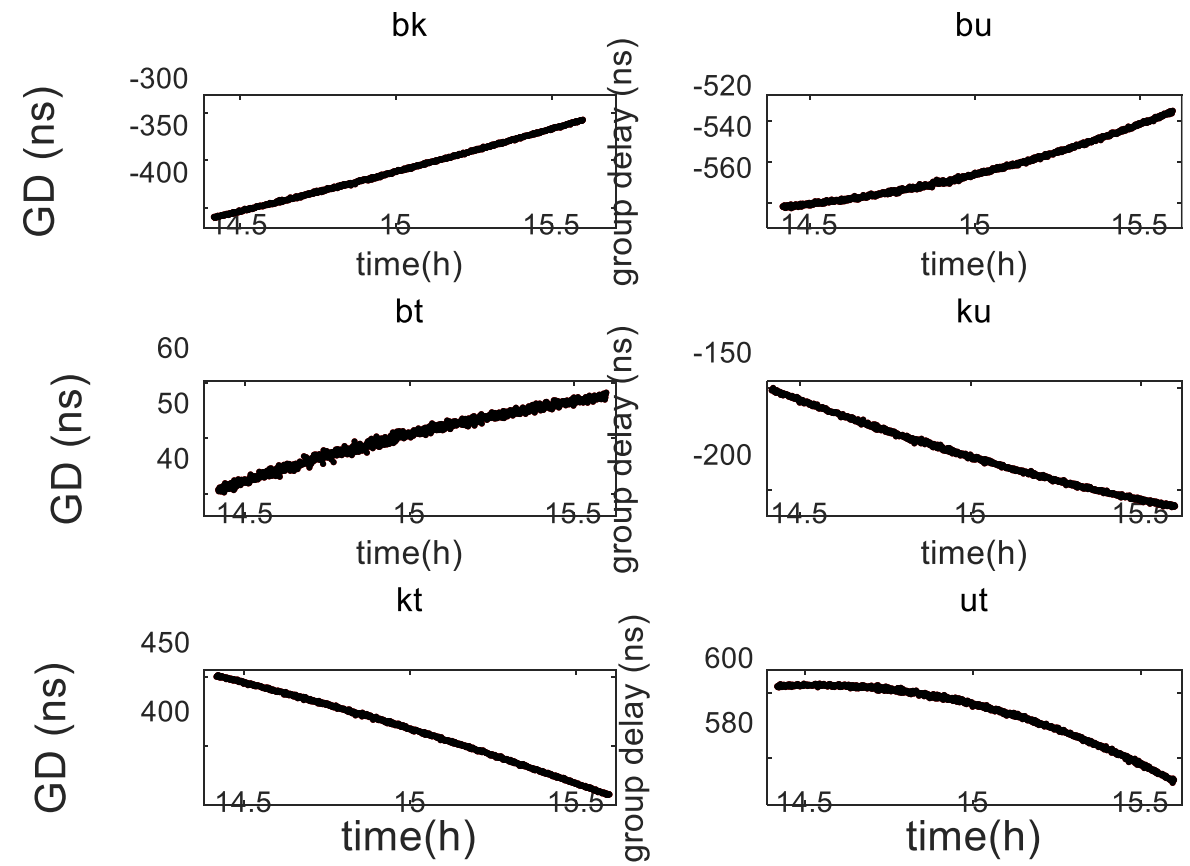 bk
GD (ns)
-300
-350
-400
14.5 15 15.5
time(h)
bu
group delay (ns)
-520
-540
-560
14.5 15 15.5
time(h)
bt
GD (ns)
60
50
40
14.5 15 15.5
time(h)
ku
group delay (ns)
-150
-200
14.5 15 15.5
time(h)
kt
GD (ns)
450
400
14.5 15 15.5
time(h)
ut
group delay (ns)
600
580
14.5 15 15.5
time(h)